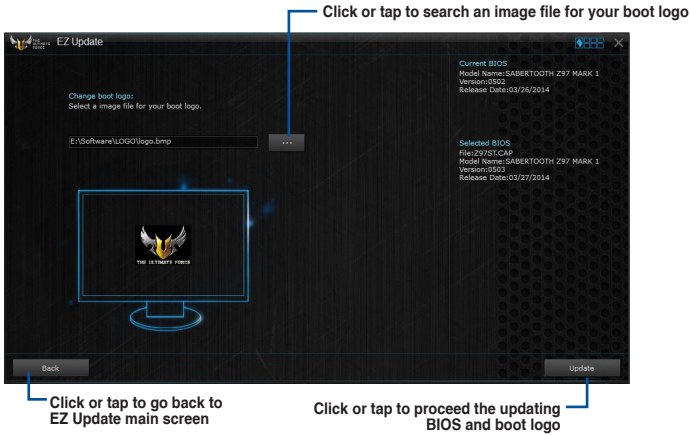 Click or tap to search an image file for your boot logo
THE ULTIMATE FORCE
EZ Update
Current BIOS
Model Name:SABERTOOTH Z97 MARK 1
Version:0502
Release Date:03/26/2014
Change boot logo:
Select a image file for your boot logo.
E:\Software\LOGO\logo.bmp
...
Selected BIOS
File:Z97ST.CAP
Model Name:SABERTOOTH Z97 MARK 1
Version:0503
Release Date:03/27/2014
THE ULTIMATE FORCE
Back
Update
Click or tap to go back to
EZ Update main screen
Click or tap to proceed the updating
BIOS and boot logo